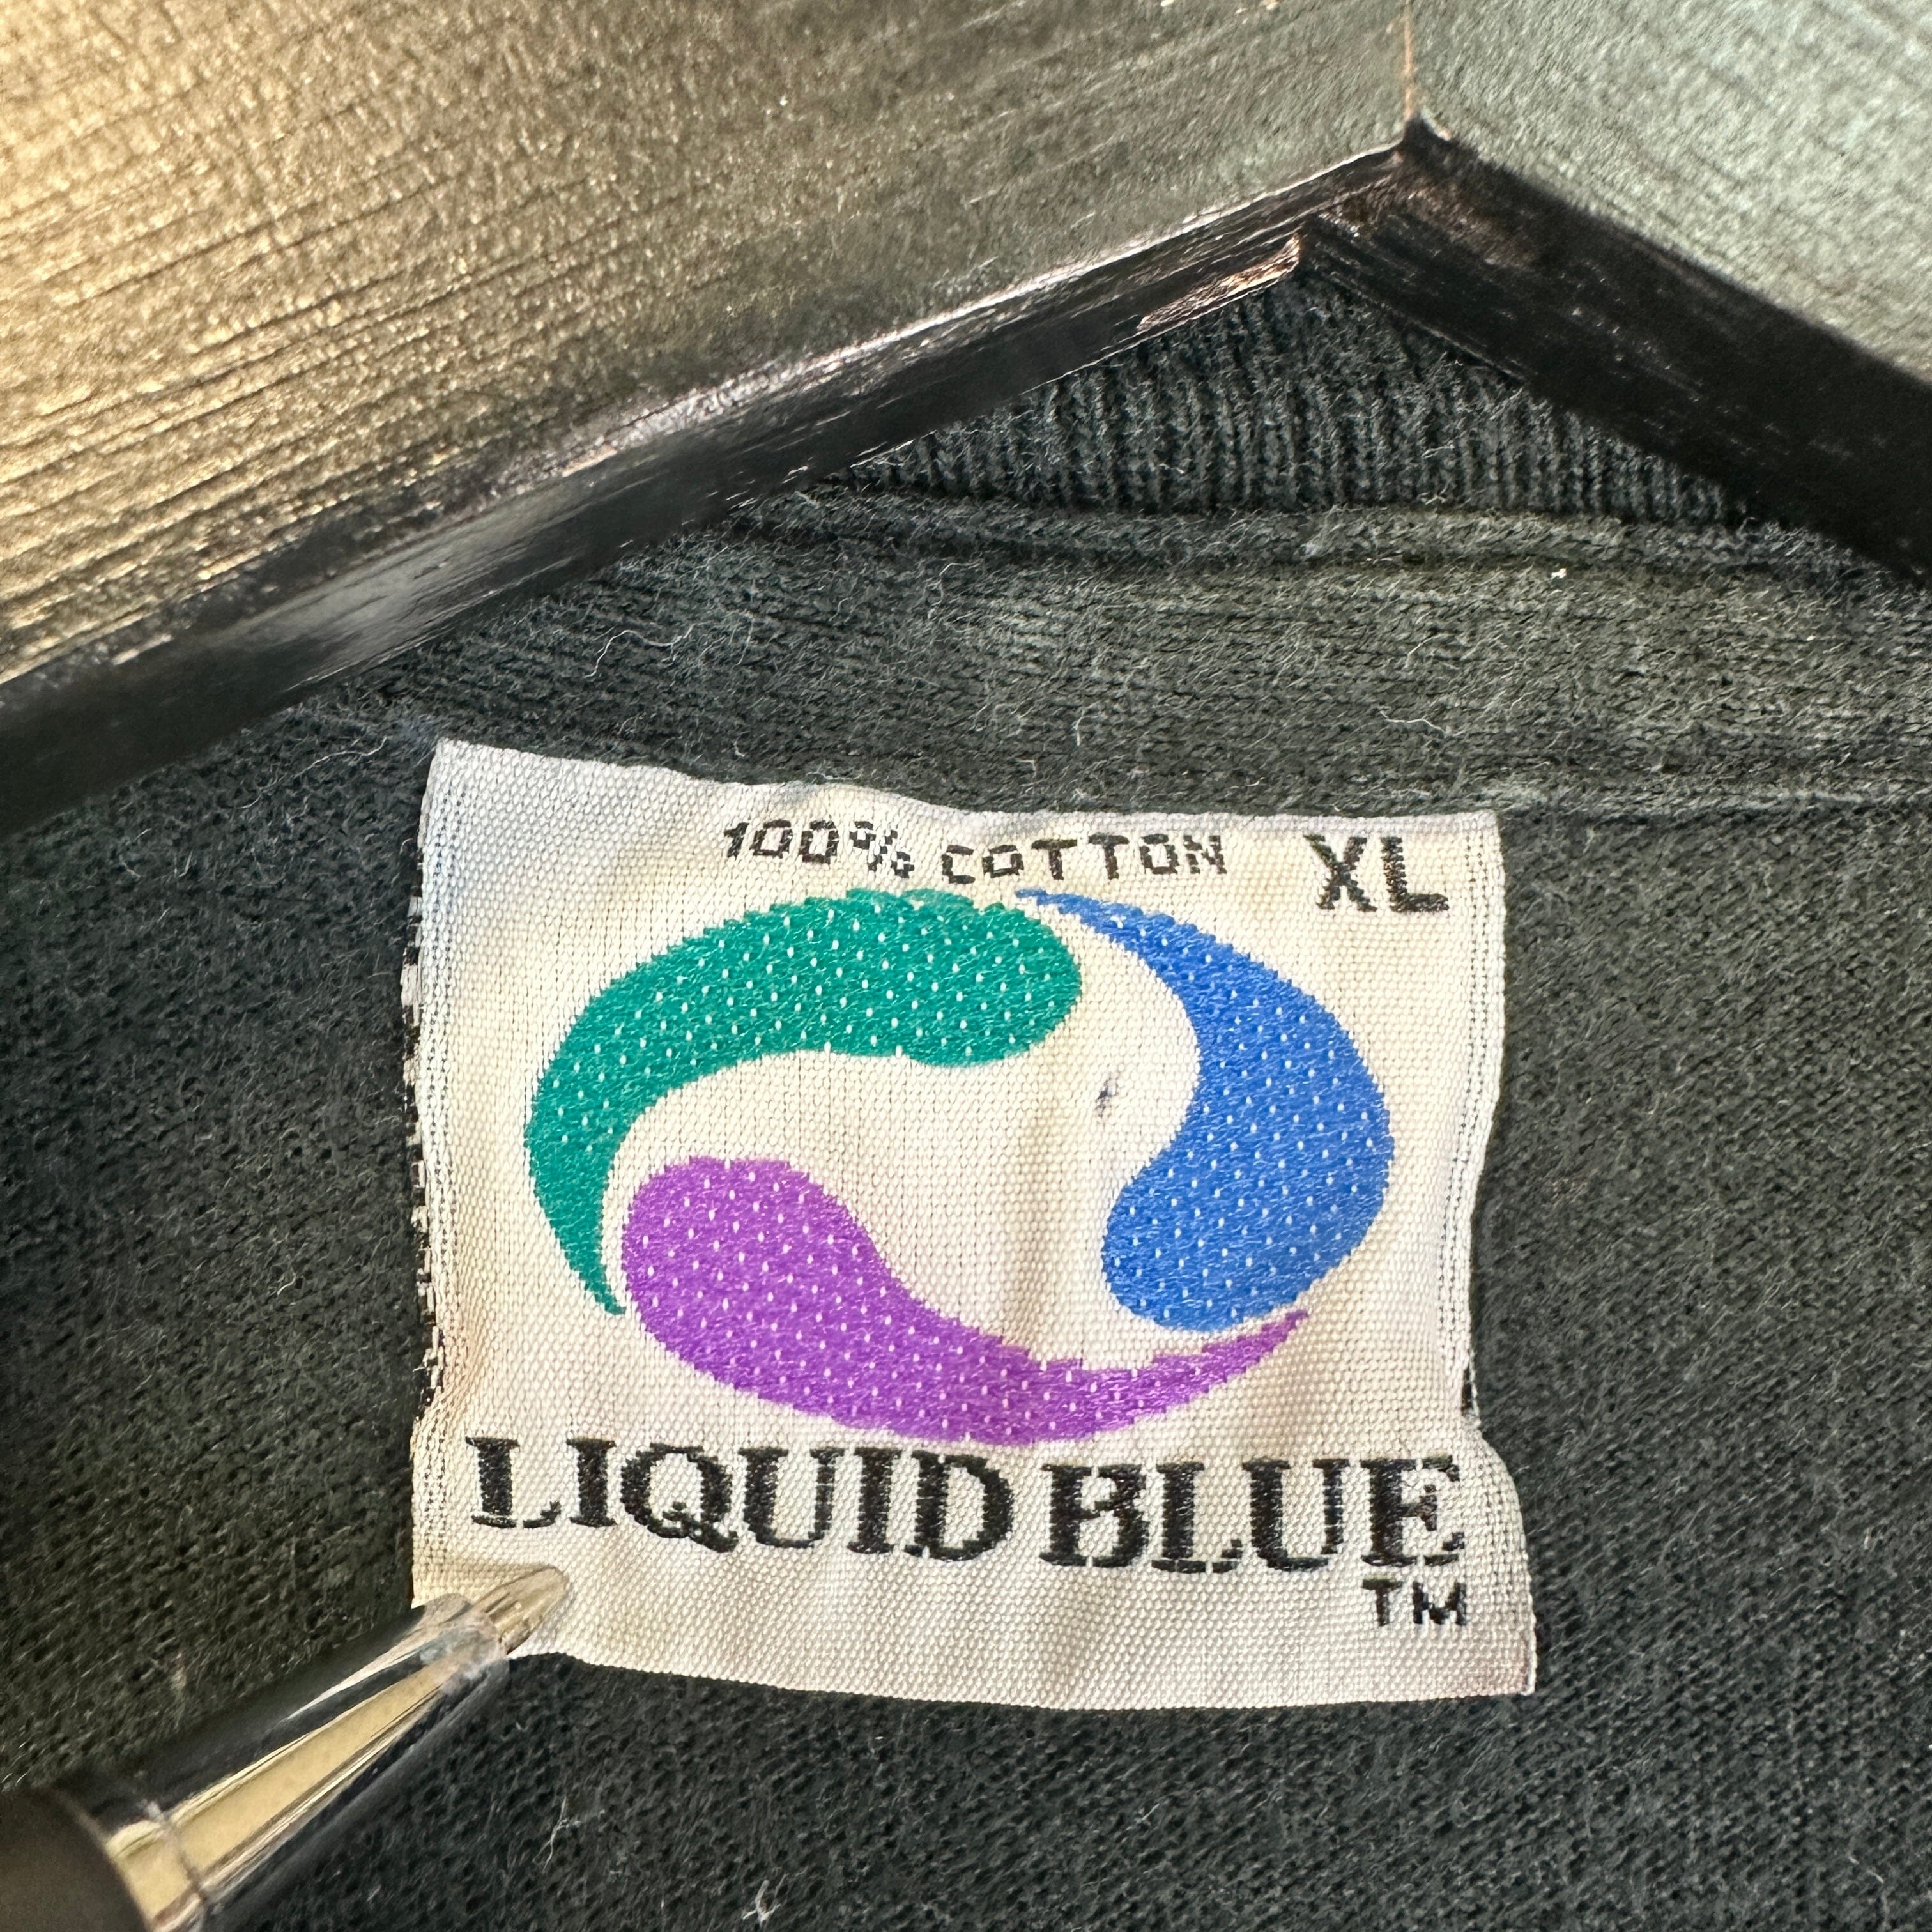 100% COTTON XL
LIQUID BLUE
TM